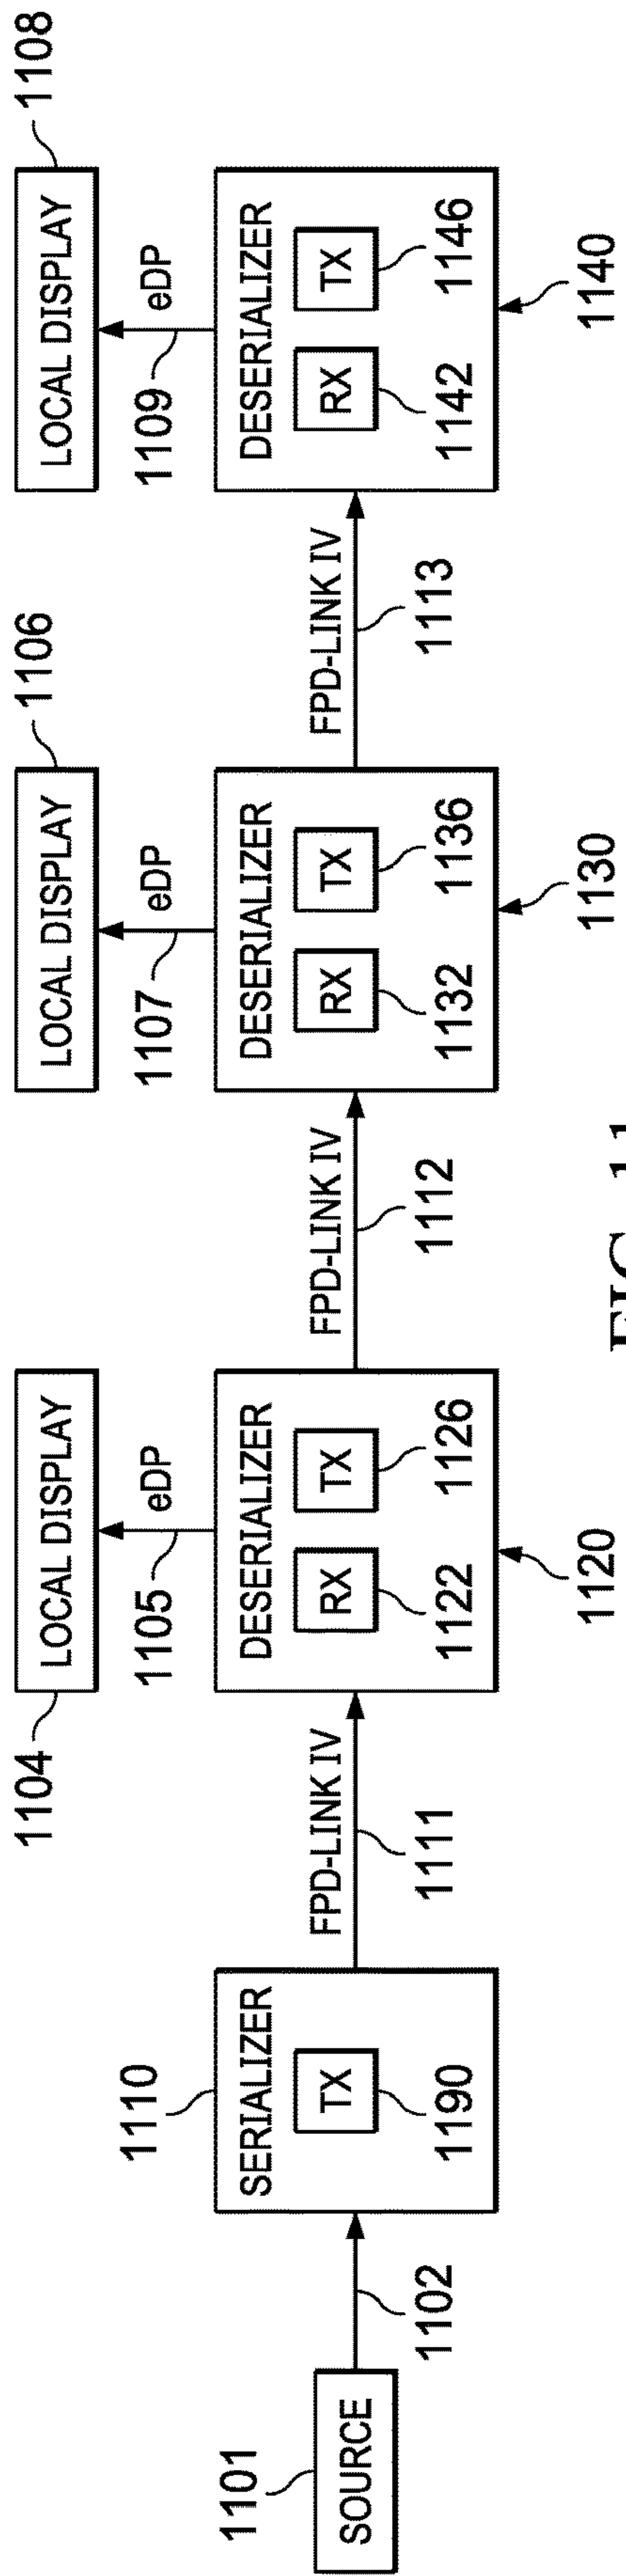 1104
LOCAL DISPLAY
1106
LOCAL DISPLAY
1108
LOCAL DISPLAY
1105
eDP
1107
eDP
1109
eDP
1101
SOURCE
1102
1110
SERIALIZER
TX
1190
FPD-LINK IV
1111
DESERIALIZER
RX
TX
1122
1126
1120
FPD-LINK IV
1112
DESERIALIZER
RX
TX
1132
1136
1130
FPD-LINK IV
1113
DESERIALIZER
RX
TX
1142
1146
1140
FIG. 11